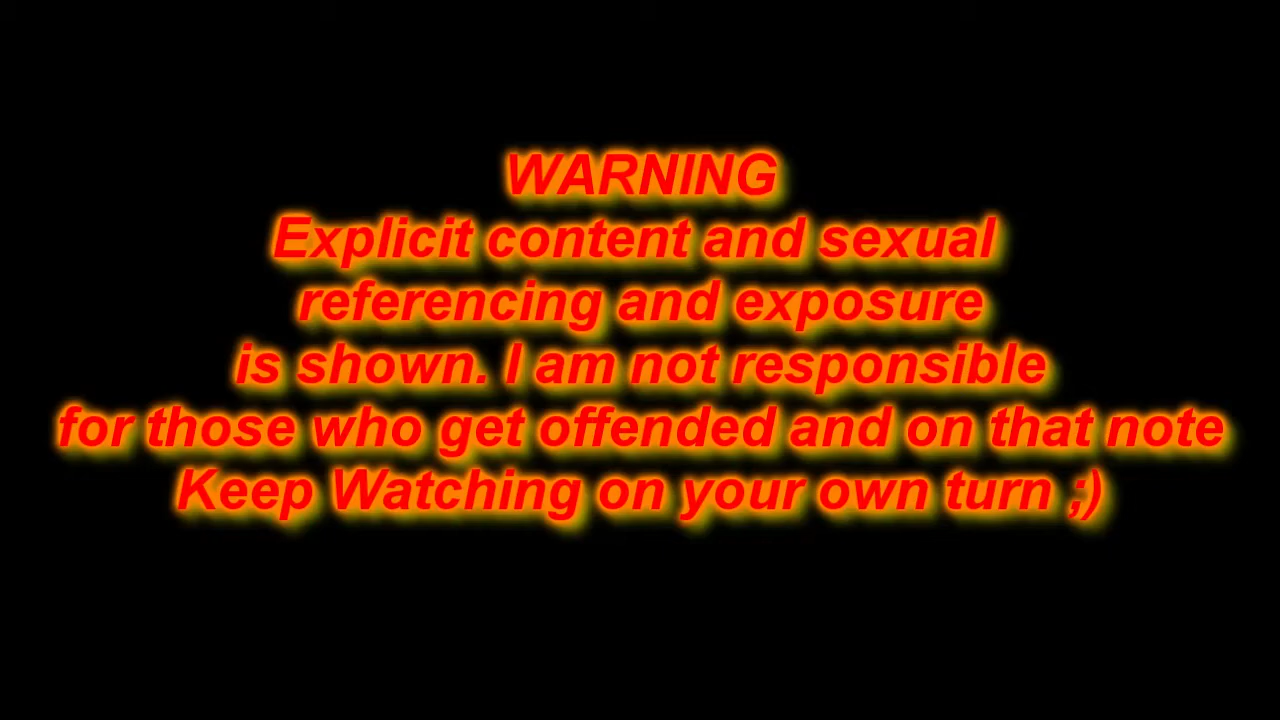 WARNING
Explicit content and sexual
referencing and exposure
is shown. I am not responsible
for those who get offended and on that note
Keep Watching on your own turn ;)